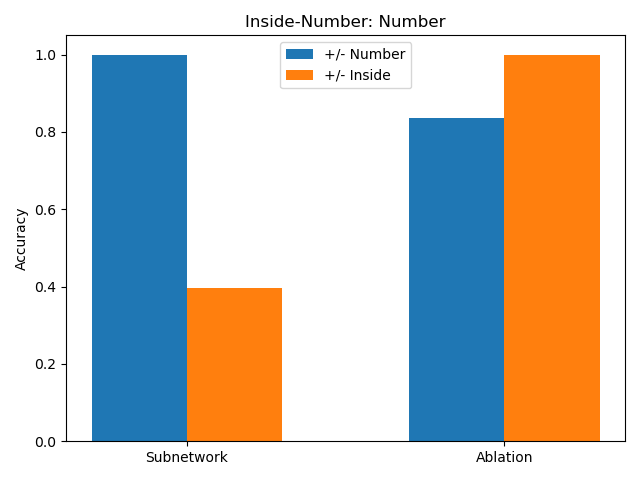 Inside-Number: Number
+/- Number
+/- Inside
Accuracy
1.0
0.8
0.6
0.4
0.2
0.0
Subnetwork
Ablation